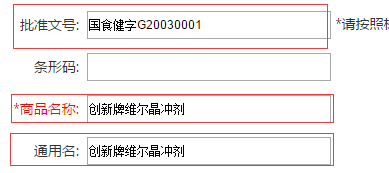 批准文号: 国食健字G20030001 *请按照
条形码:
*商品名称: 创新牌维尔晶冲剂
通用名: 创新牌维尔晶冲剂